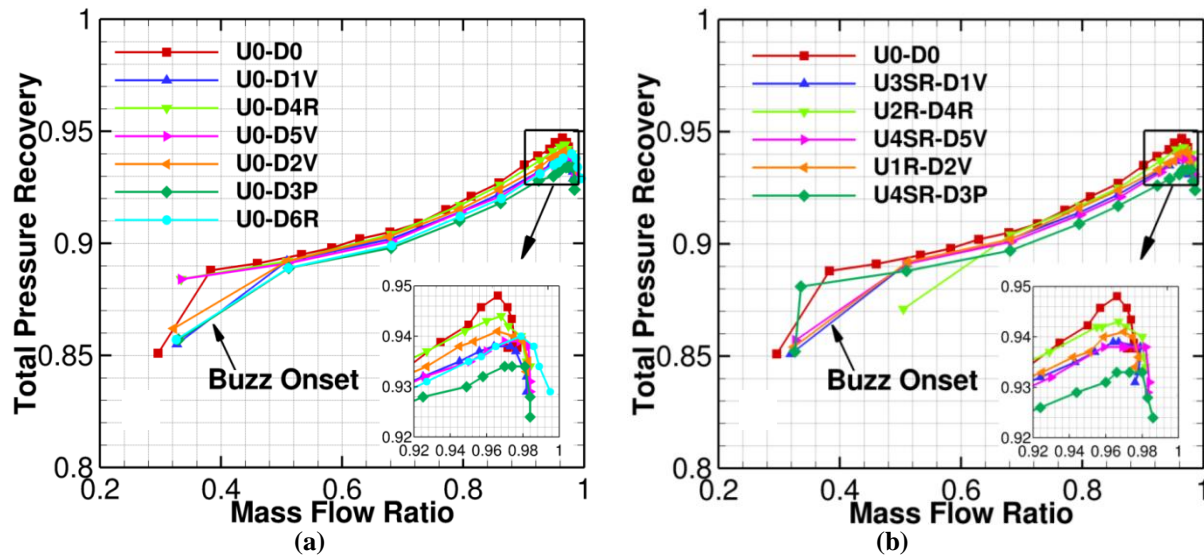 1
0.95
0.9
0.85
0.8
Total Pressure Recovery
U0-D0
U0-D1V
U0-D4R
U0-D5V
U0-D2V
U0-D3P
U0-D6R
Buzz Onset
0.95
0.94
0.93
0.92
0.92 0.94 0.96 0.98 1
0.2 0.4 0.6 0.8 1
Mass Flow Ratio
(a)
1
0.95
0.9
0.85
0.8
Total Pressure Recovery
U0-D0
U3SR-D1V
U2R-D4R
U4SR-D5V
U1R-D2V
U4SR-D3P
Buzz Onset
0.95
0.94
0.93
0.92
0.92 0.94 0.96 0.98 1
0.2 0.4 0.6 0.8 1
Mass Flow Ratio
(b)